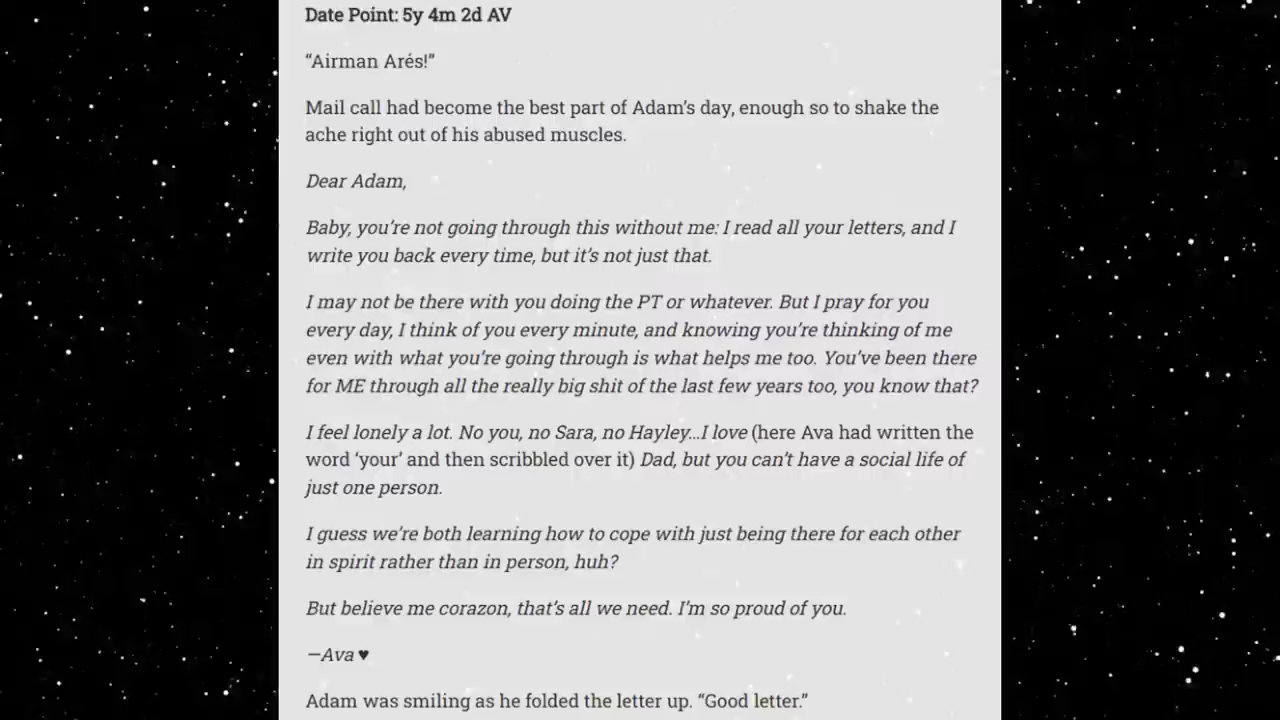 Date Point: 5y 4m 2d AV
“Airman Arés!”
Mail call had become the best part of Adam’s day, enough so to shake the
ache right out of his abused muscles.
Dear Adam,
Baby, you’re not going through this without me: I read all your letters, and I
write you back every time, but it’s not just that.
I may not be there with you doing the PT or whatever. But I pray for you
every day, I think of you every minute, and knowing you’re thinking of me
even with what you’re going through is what helps me too. You’ve been there
for ME through all the really big shit of the last few years too, you know that?
I feel lonely a lot. No you, no Sara, no Hayley…I love (here Ava had written the
word ‘your’ and then scribbled over it) Dad, but you can’t have a social life of
just one person.
I guess we’re both learning how to cope with just being there for each other
in spirit rather than in person, huh?
But believe me corazon, that’s all we need. I’m so proud of you.
—Ava ♥
Adam was smiling as he folded the letter up. “Good letter.”